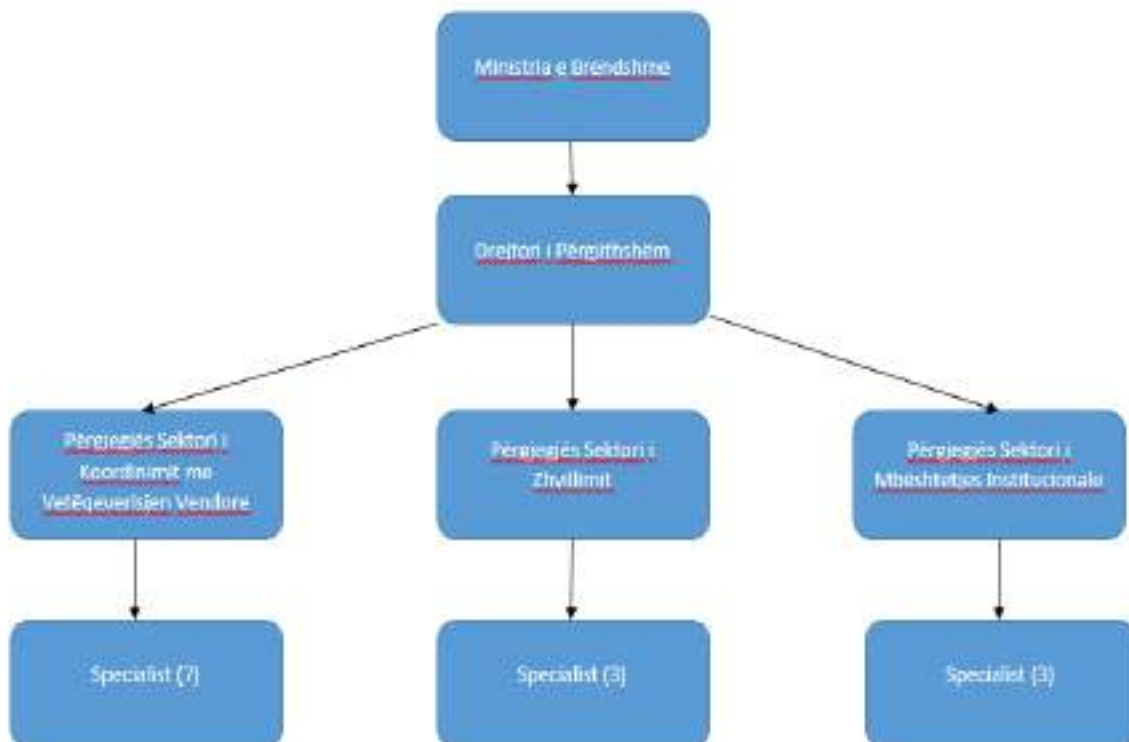 Ministria e Brendshme
Drejtori i Përgjithshëm
Përgjegjës Sektori i
Koordinimit me
Vetëqeverisjen Vendore
Përgjegjës Sektori i
Zhvillimit
Përgjegjës Sektori i
Mbështetjes Institucionale
Specialist (7)
Specialist (3)
Specialist (3)